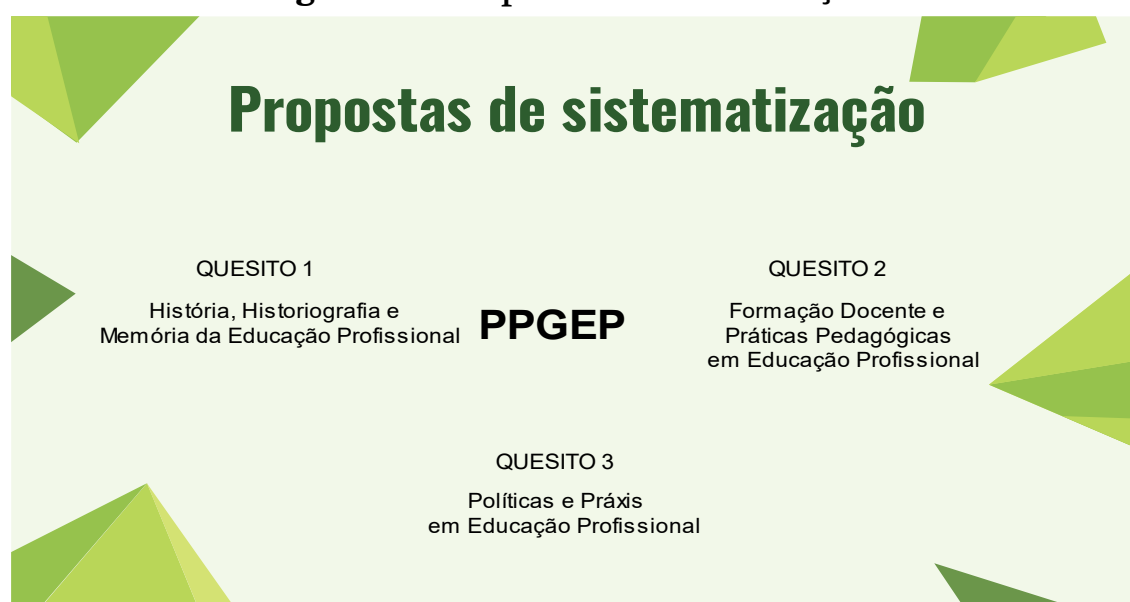 Propostas de sistematização
QUESITO 1
História, Historiografia e
Memória da Educação Profissional
PPGEP
QUESITO 2
Formação Docente e
Práticas Pedagógicas
em Educação Profissional
QUESITO 3
Políticas e Práxis
em Educação Profissional